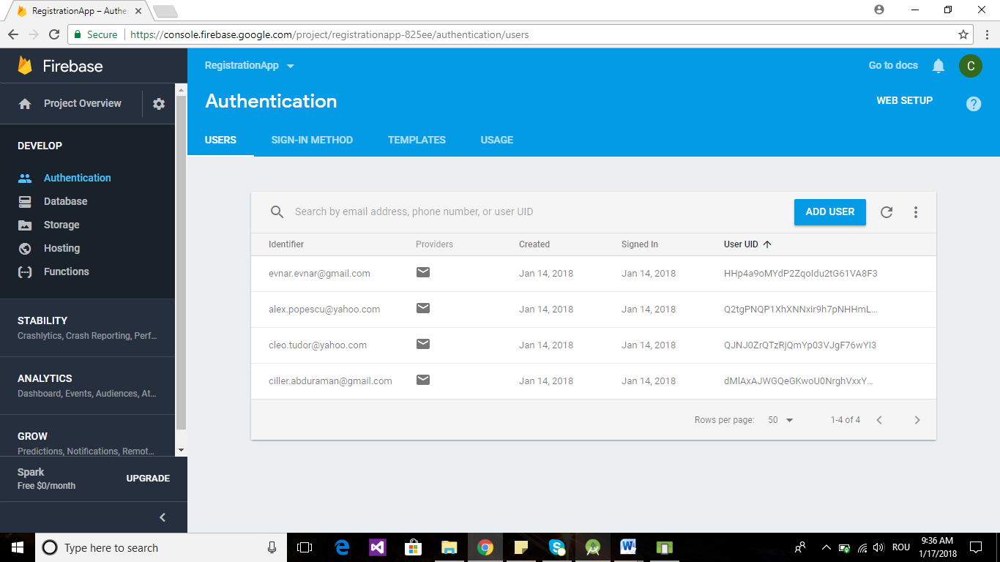 RegistrationApp – Authe
Secure https://console.firebase.google.com/project/registrationapp-825ee/authentication/users
Firebase
RegistrationApp
Go to docs
C
Project Overview
Authentication
WEB SETUP
?
USERS SIGN-IN METHOD TEMPLATES USAGE
DEVELOP
Authentication
Database
Storage
Hosting
Functions
STABILITY
Crashlytics, Crash Reporting, Perf...
ANALYTICS
Dashboard, Events, Audiences, At...
GROW
Predictions, Notifications, Remot...
Spark
Free $0/month
UPGRADE
Search by email address, phone number, or user UID
ADD USER
Identifier Providers Created Signed In User UID
evnar.evnar@gmail.com Jan 14, 2018 Jan 14, 2018 HHp4a9oMYdP2ZqoIdu2tG61VA8F3
alex.popescu@yahoo.com Jan 14, 2018 Jan 14, 2018 Q2tgPNQP1XhXNNxir9h7pNHHmL...
cleo.tudor@yahoo.com Jan 14, 2018 Jan 14, 2018 QJNJ0ZrQTzRjQmYp03VJgF76wYI3
ciller.abduraman@gmail.com Jan 14, 2018 Jan 14, 2018 dMlAxAJWGQeGKwoU0NrghVxxY...
Rows per page: 50 1-4 of 4
Type here to search
ROU
9:36 AM
1/17/2018